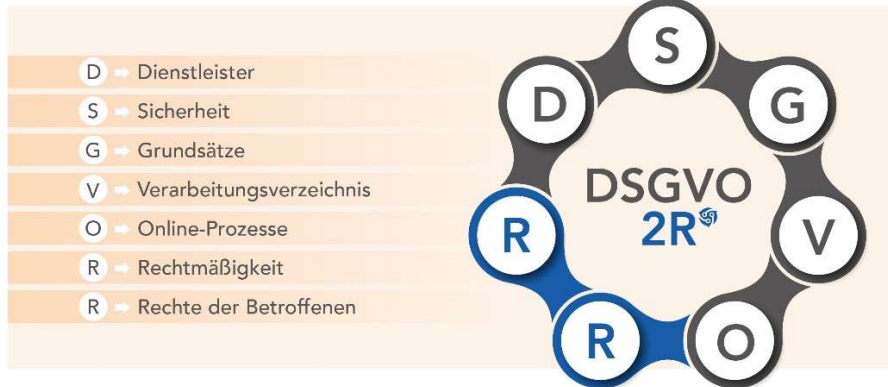 D Dienstleister
S Sicherheit
G Grundsätze
V Verarbeitungsverzeichnis
O Online-Prozesse
R Rechtmäßigkeit
R Rechte der Betroffenen
S
D
G
DSGVO
2R
R
V
R
O